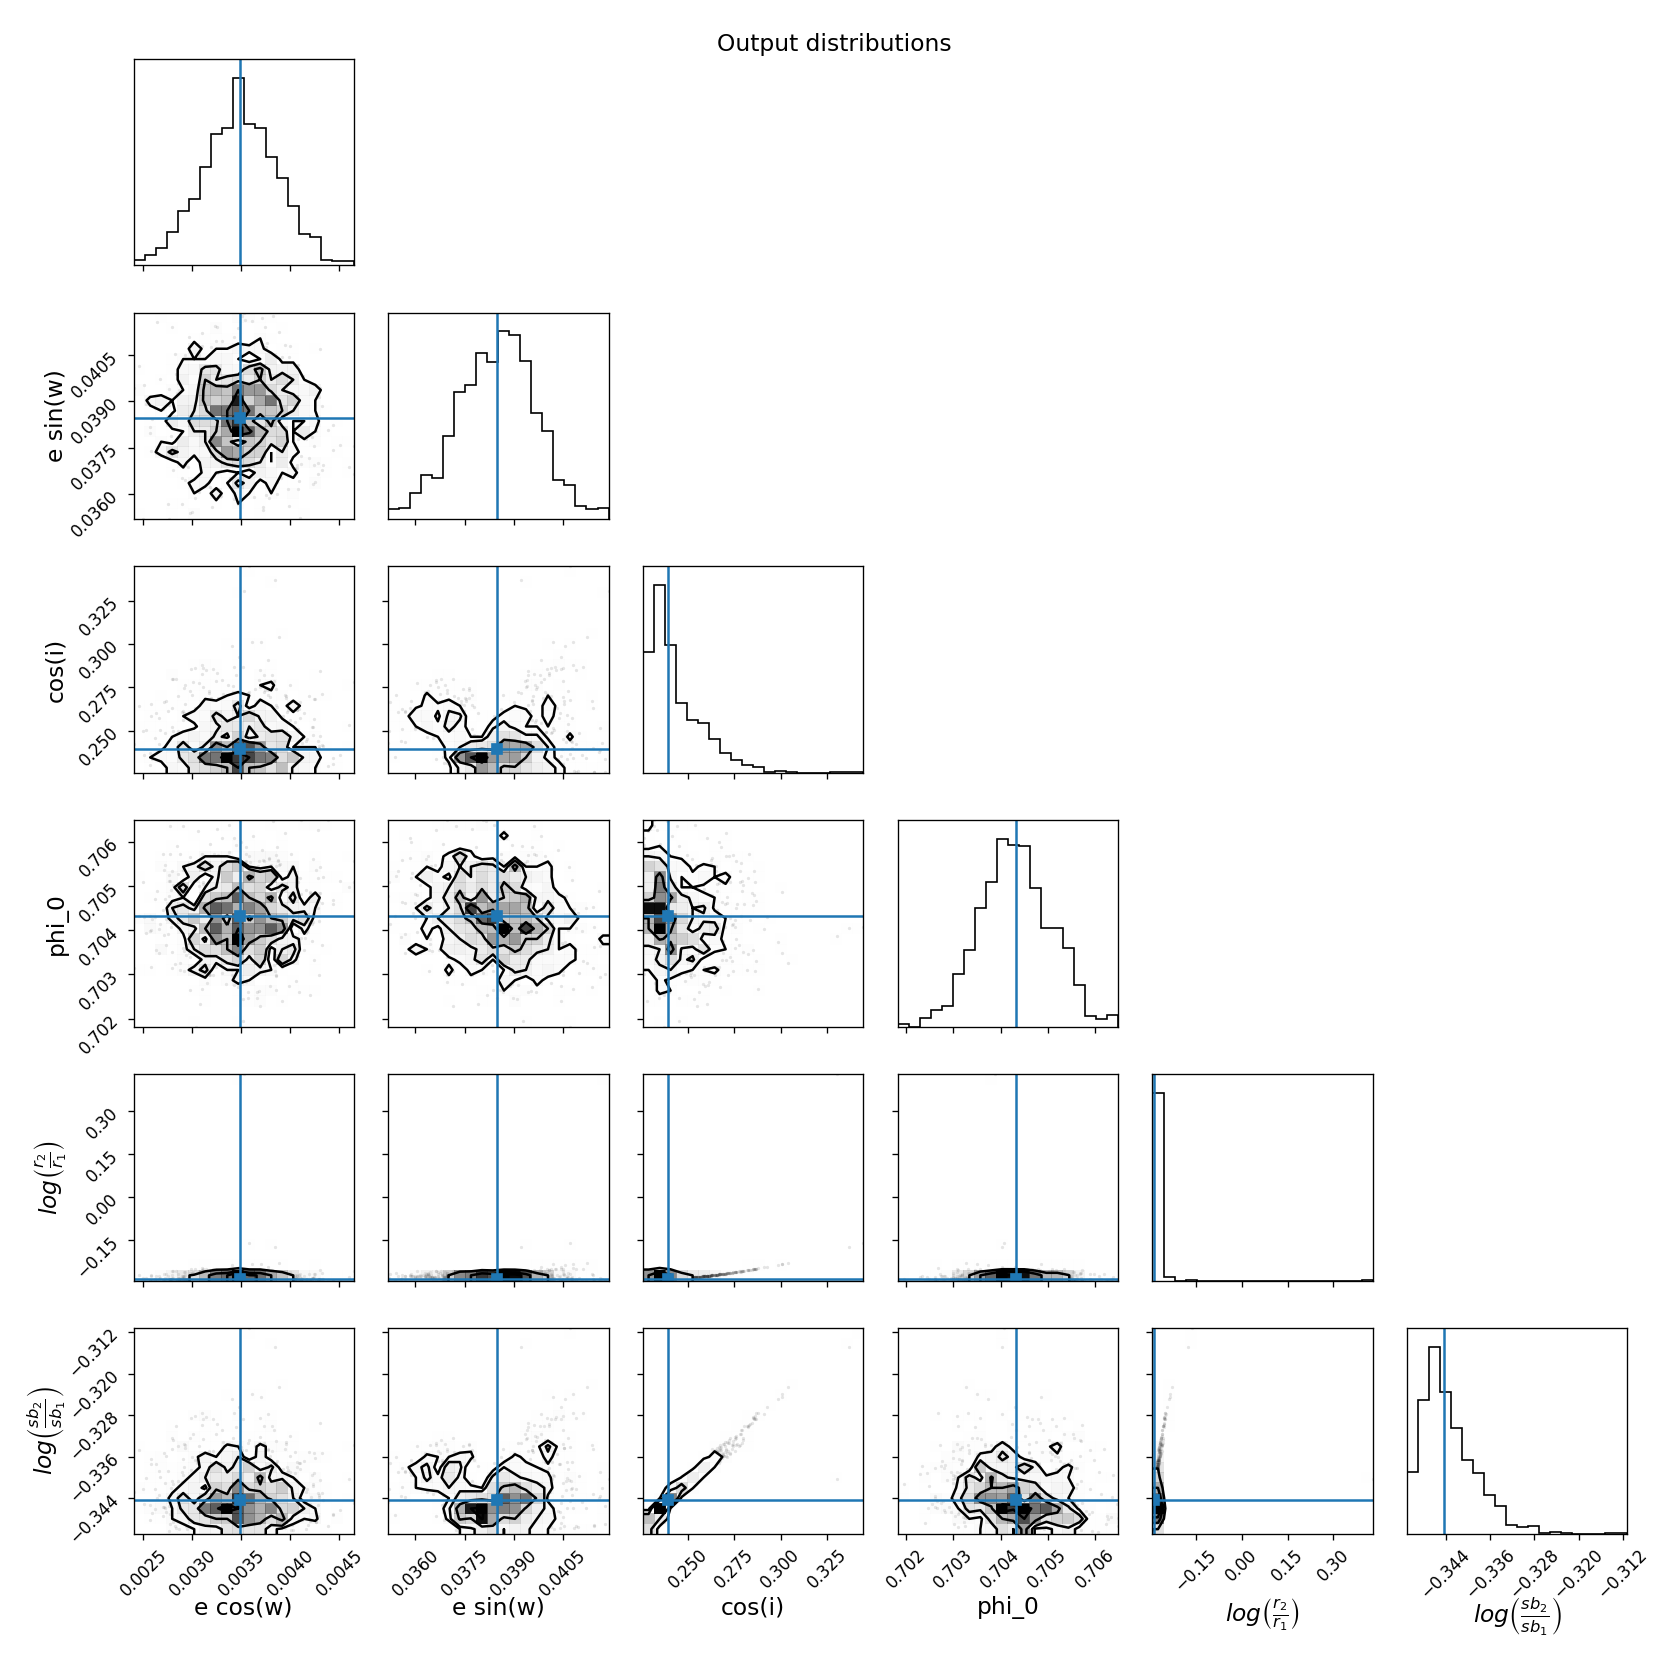 Output distributions
e sin(w)
0.0405
0.0390
0.0375
0.0360
cos(i)
0.325
0.300
0.275
0.250
phi_0
0.706
0.705
0.704
0.703
0.702
log(r₂/r₁)
0.30
0.15
0.00
−0.15
log(sb₂/sb₁)
−0.312
−0.320
−0.328
−0.336
−0.344
0.0025 0.0030 0.0035 0.0040 0.0045
0.0360 0.0375 0.0390 0.0405
0.250 0.275 0.300 0.325
0.702 0.703 0.704 0.705 0.706
−0.15 0.00 0.15 0.30
−0.344 −0.336 −0.328 −0.320 −0.312
e cos(w)
e sin(w)
cos(i)
phi_0
log(r₂/r₁)
log(sb₂/sb₁)